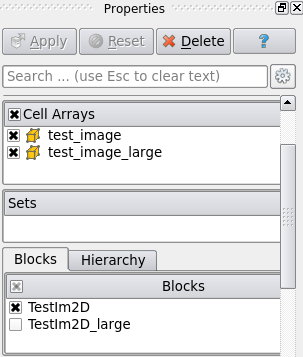 Properties
Apply Reset Delete ?
Search ... (use Esc to clear text)
Cell Arrays
test_image
test_image_large
Sets
Blocks Hierarchy
Blocks
TestIm2D
TestIm2D_large